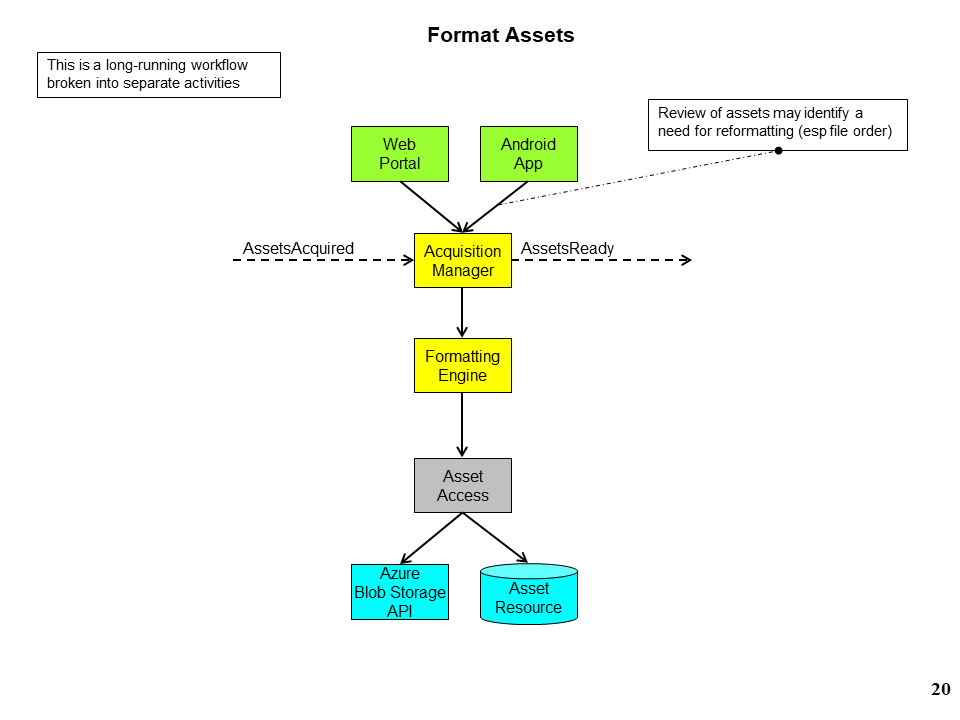 Format Assets
This is a long-running workflow
broken into separate activities
Review of assets may identify a
need for reformatting (esp file order)
Web
Portal
Android
App
AssetsAcquired
Acquisition
Manager
AssetsReady
Formatting
Engine
Asset
Access
Azure
Blob Storage
API
Asset
Resource
20